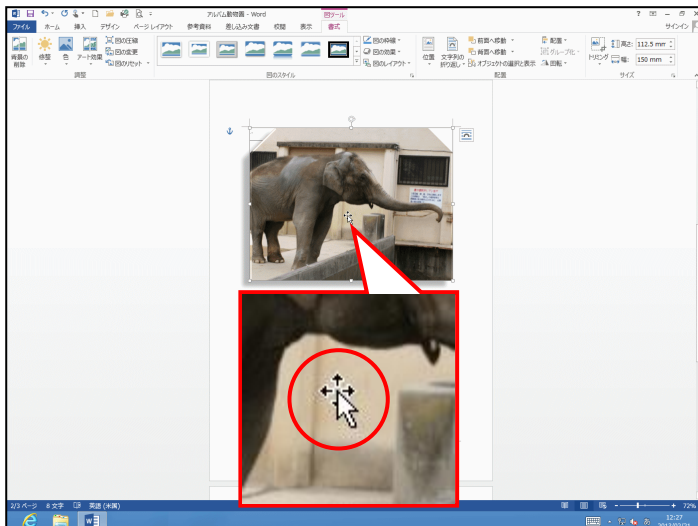 アルバム動物園 - Word
図ツール
サインイン
ファイル ホーム 挿入 デザイン ページ レイアウト 参考資料 差し込み文書 校閲 表示 書式
背景の
削除
修整 色 アート効果
図の圧縮
図の変更
図のリセット
図の枠線
図の効果
図のレイアウト
位置 文字列の
折り返し
前面へ移動
背面へ移動
オブジェクトの選択と表示
配置
グループ化
回転
トリミング
高さ: 112.5 mm
幅: 150 mm
調整 図のスタイル 配置 サイズ
2/3 ページ 8 文字 英語 (米国) 72%
12:27